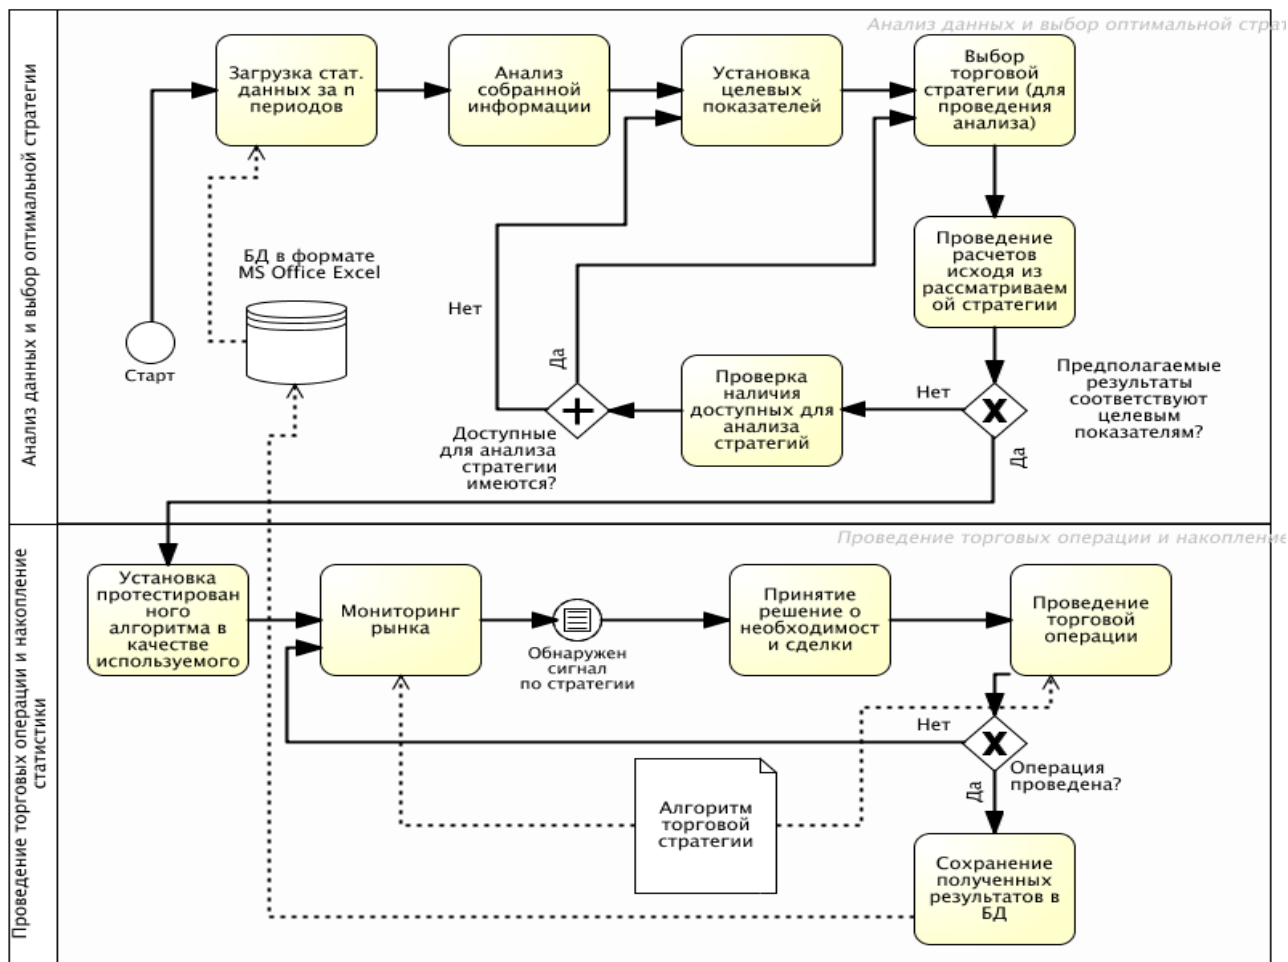 Анализ данных и выбор оптимальной страт
Анализ данных и выбор оптимальной стратегии
Загрузка стат.
данных за n
периодов
Анализ
собранной
информации
Установка
целевых
показателей
Выбор
торговой
стратегии (для
проведения
анализа)
БД в формате
MS Office Excel
Проведение
расчетов
исходя из
рассматриваем
ой стратегии
Нет
Старт
Да
Проверка
наличия
доступных для
анализа
стратегий
Нет
Предполагаемые
результаты
соответствуют
целевым
показателям?
Доступные
для анализа
стратегии
имеются?
Да
Проведение торговых операции и накопление
Проведение торговых операции и накопление
статистики
Установка
протестирован
ного
алгоритма в
качестве
используемого
Мониторинг
рынка
Обнаружен
сигнал
по стратегии
Принятие
решение о
необходимост
и сделки
Проведение
торговой
операции
Нет
Операция
проведена?
Да
Алгоритм
торговой
стратегии
Сохранение
полученных
результатов в
БД